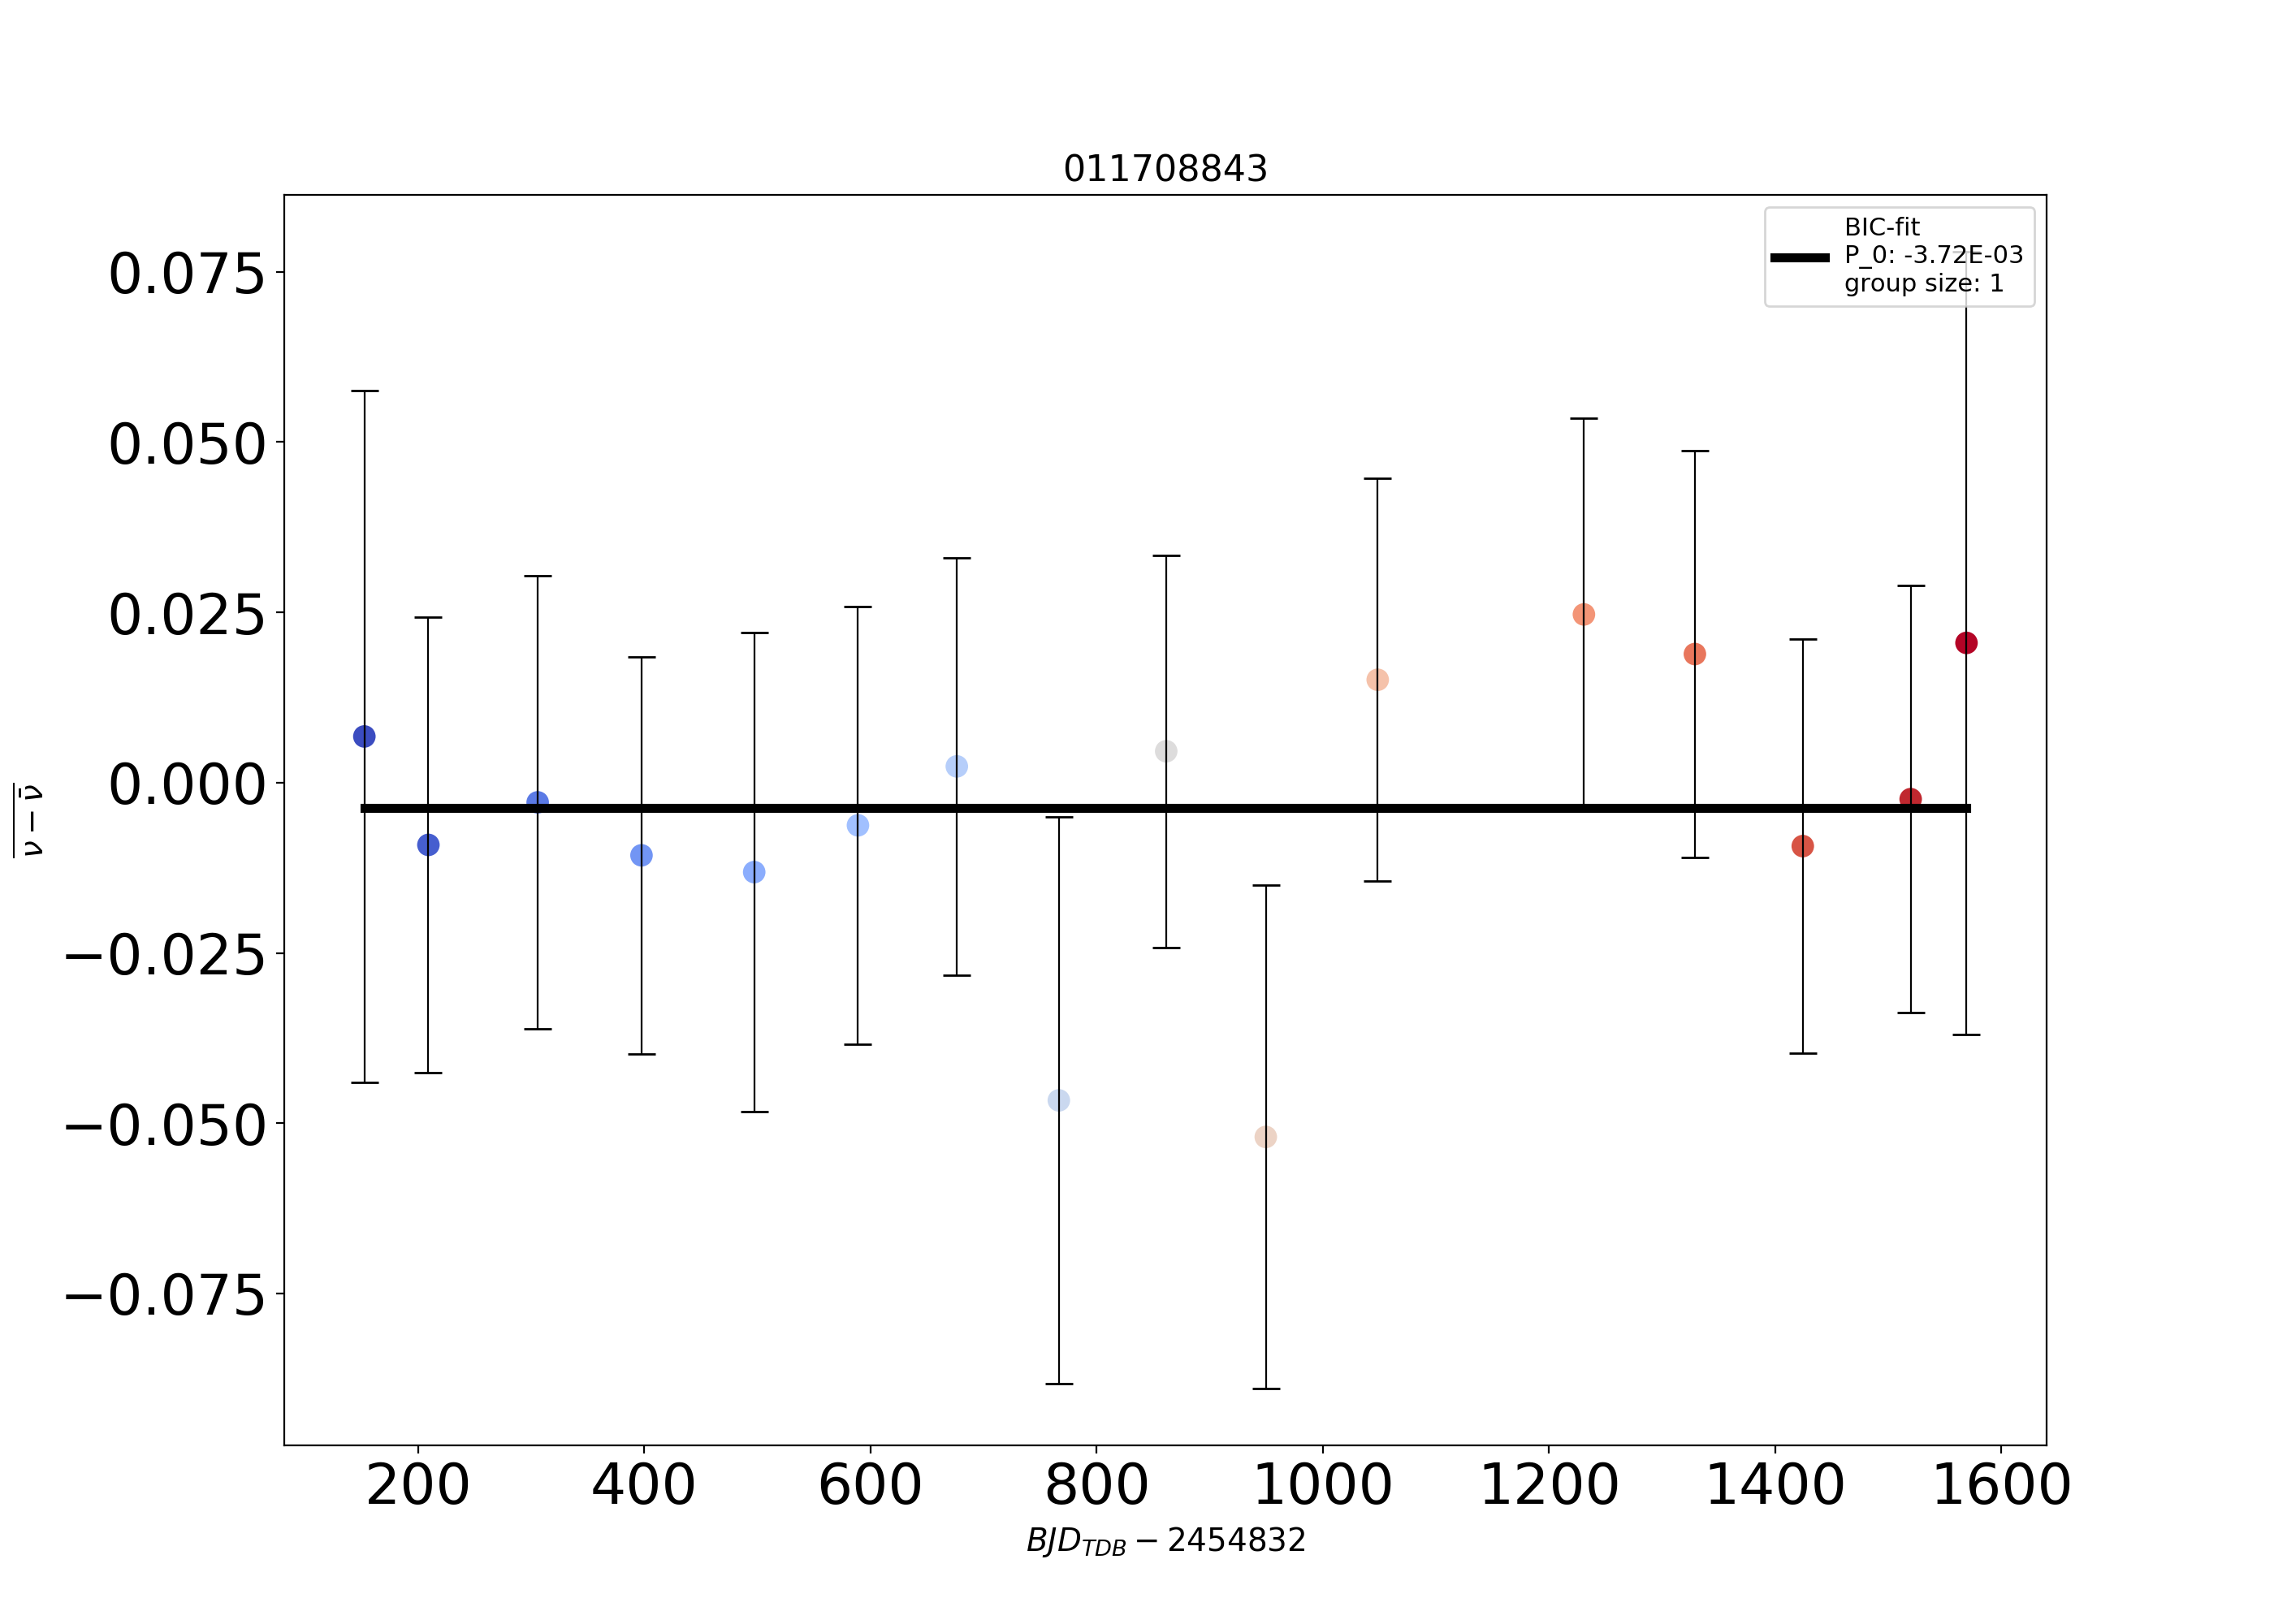 011708843
BIC-fit
P_0: -3.72E-03
group size: 1
0.075
0.050
0.025
0.000
−0.025
−0.050
−0.075
ν − ν̄
200 400 600 800 1000 1200 1400 1600
BJD_TDB − 2454832